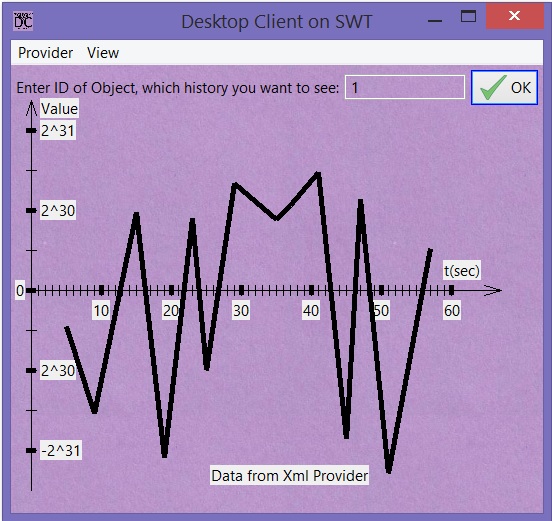 Desktop Client on SWT
Provider View
Enter ID of Object, which history you want to see: 1 OK
Value
2^31
2^30
t(sec)
0
10 20 30 40 50 60
2^30
-2^31
Data from Xml Provider